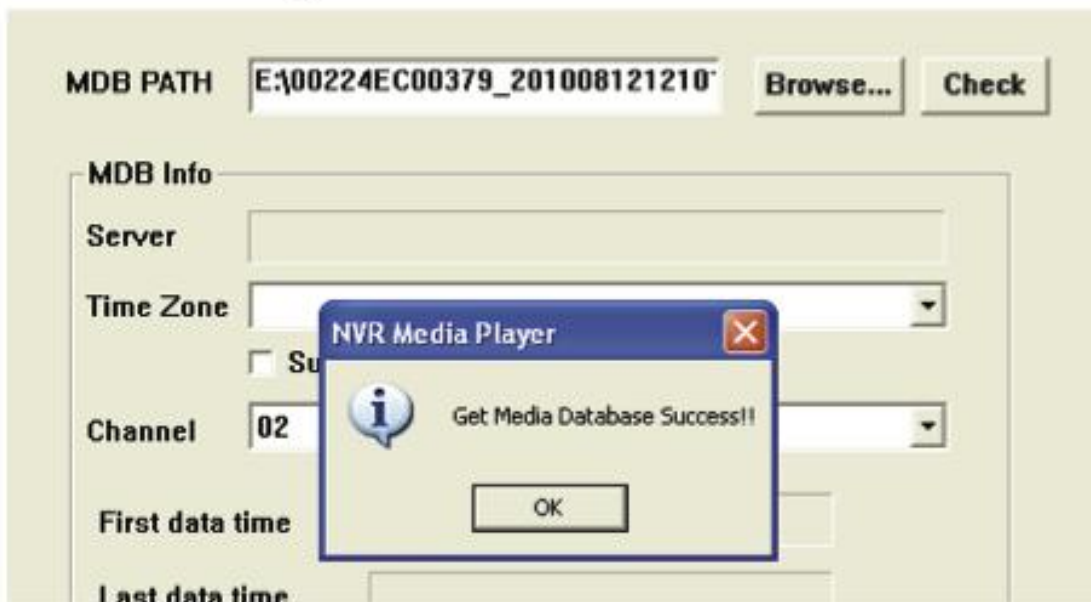 MDB PATH E:\00224EC00379_201008121210 Browse... Check
MDB Info
Server
Time Zone
NVR Media Player
Su
Get Media Database Success!!
Channel 02
OK
First data time
Last data time